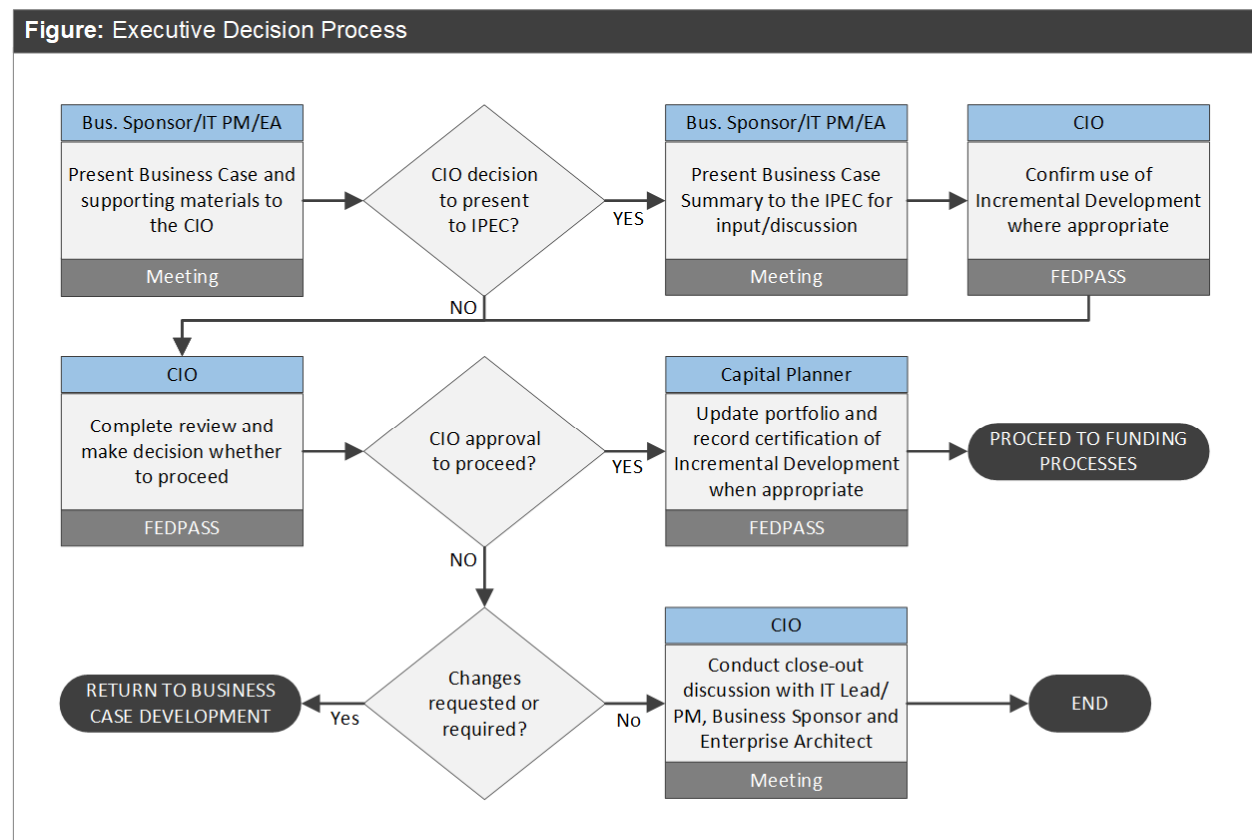 Figure: Executive Decision Process
Bus. Sponsor/IT PM/EA
Present Business Case and
supporting materials to
the CIO
Meeting
CIO decision
to present
to IPEC?
YES
NO
Bus. Sponsor/IT PM/EA
Present Business Case
Summary to the IPEC for
input/discussion
Meeting
CIO
Confirm use of
Incremental Development
where appropriate
FEDPASS
CIO
Complete review and
make decision whether
to proceed
FEDPASS
CIO approval
to proceed?
YES
NO
Capital Planner
Update portfolio and
record certification of
Incremental Development
when appropriate
FEDPASS
PROCEED TO FUNDING
PROCESSES
RETURN TO BUSINESS
CASE DEVELOPMENT
Yes
Changes
requested or
required?
No
CIO
Conduct close-out
discussion with IT Lead/
PM, Business Sponsor and
Enterprise Architect
Meeting
END